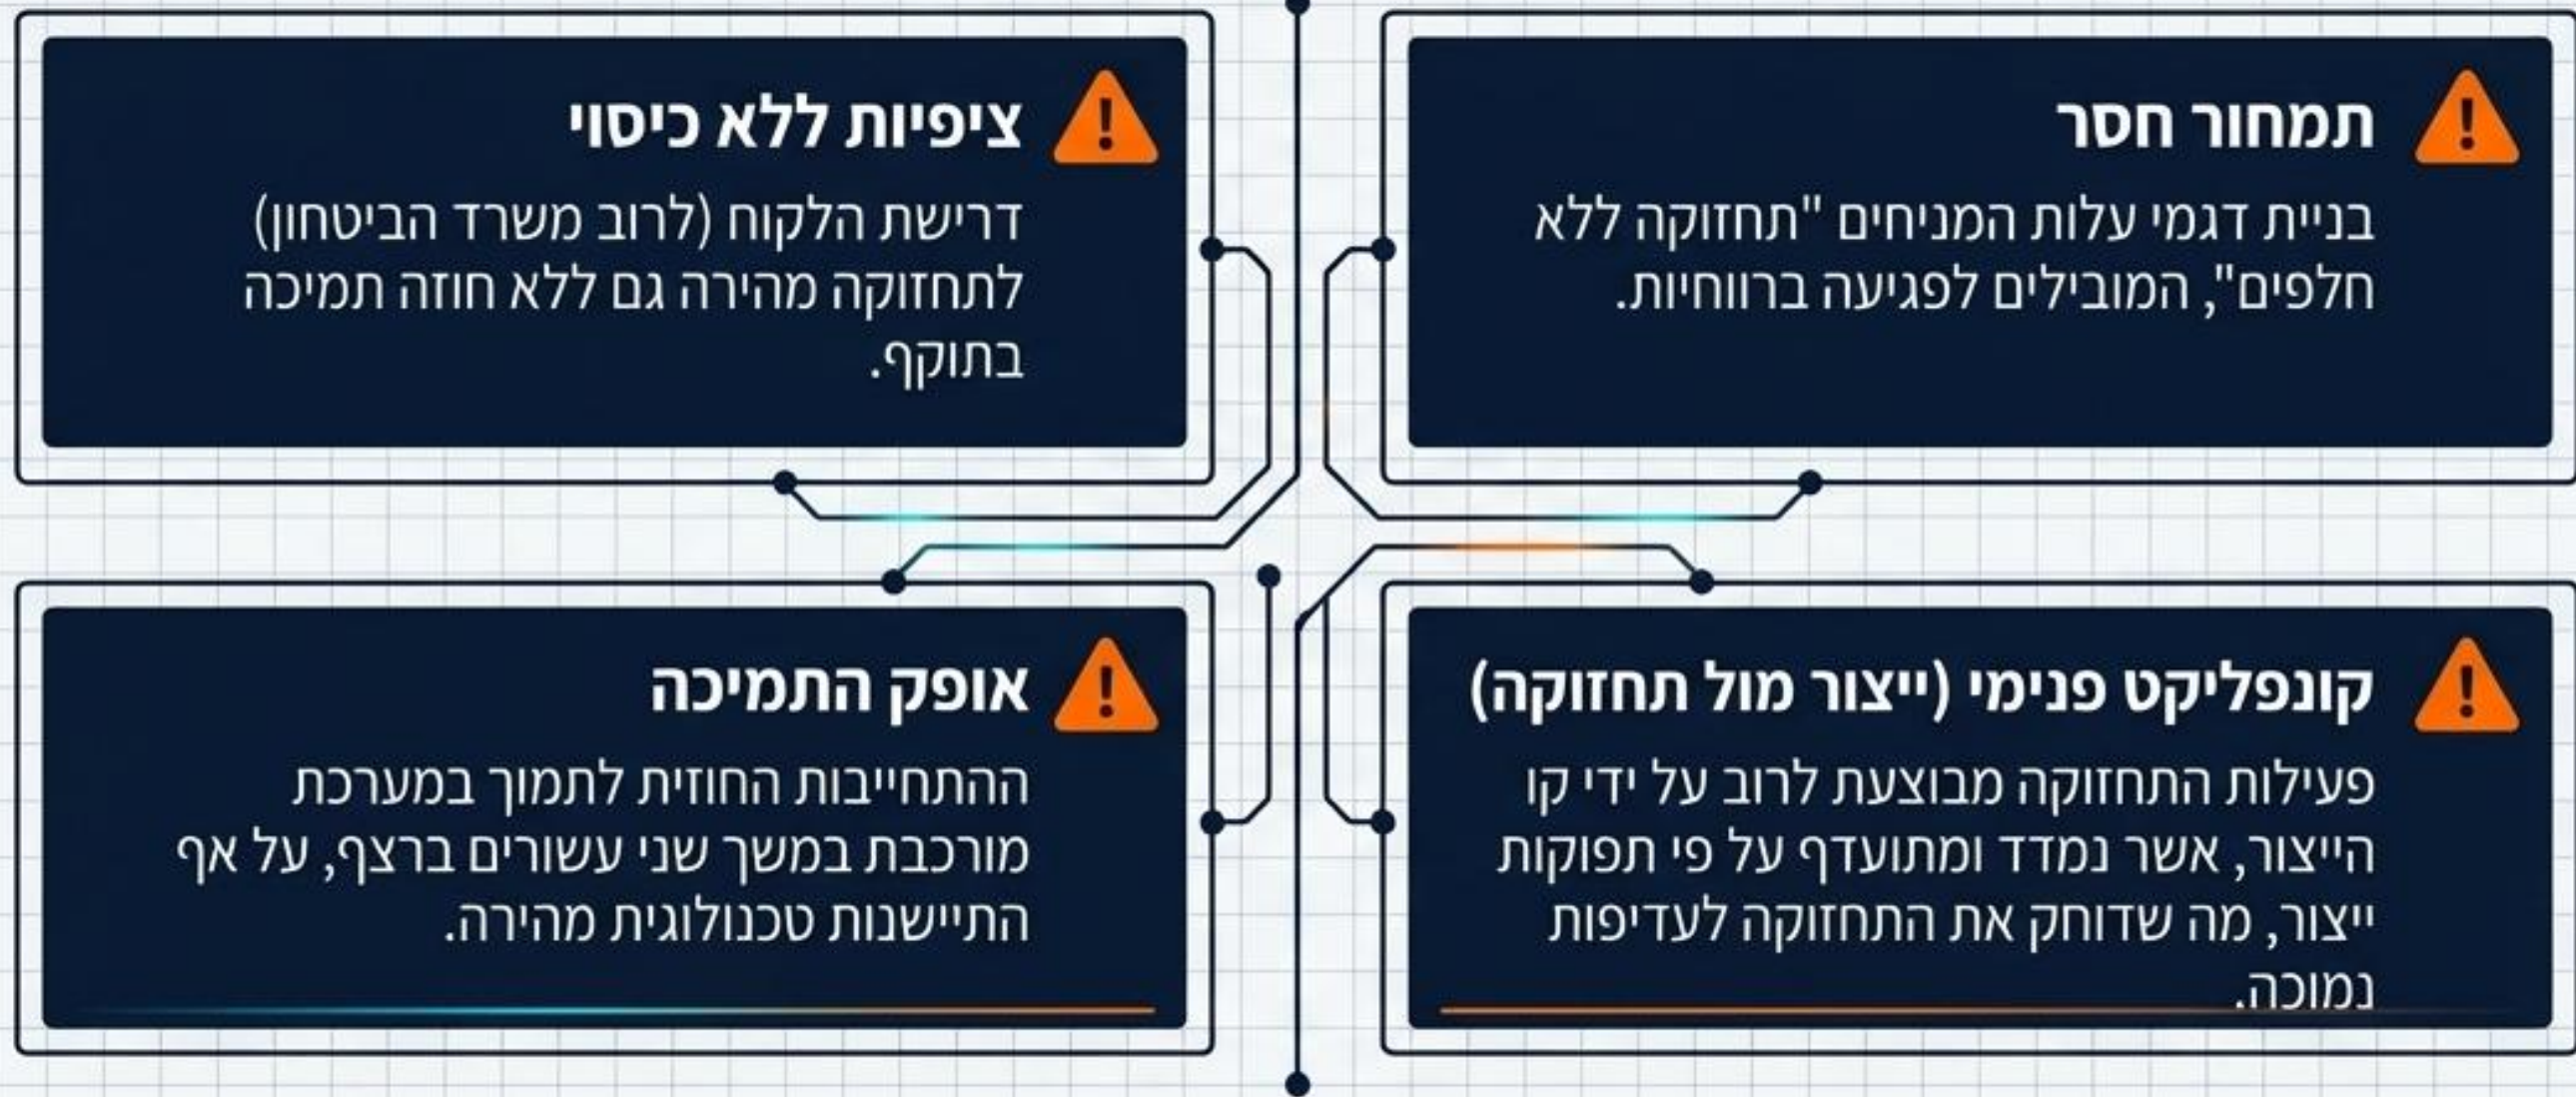 תמחור חסר
בניית דגמי עלות המניחים "תחזוקה ללא
חלפים", המובילים לפגיעה ברווחיות.
ציפיות ללא כיסוי
דרישת הלקוח (לרוב משרד הביטחון)
לתחזוקה מהירה גם ללא חוזה תמיכה
בתוקף.
קונפליקט פנימי (ייצור מול תחזוקה)
פעילות התחזוקה מבוצעת לרוב על ידי קו
הייצור, אשר נמדד ומתועדף על פי תפוקות
ייצור, מה שדוחק את התחזוקה לעדיפות
נמוכה.
אופק התמיכה
ההתחייבות החוזית לתמוך במערכת
מורכבת במשך שני עשורים ברצף, על אף
התיישנות טכנולוגית מהירה.